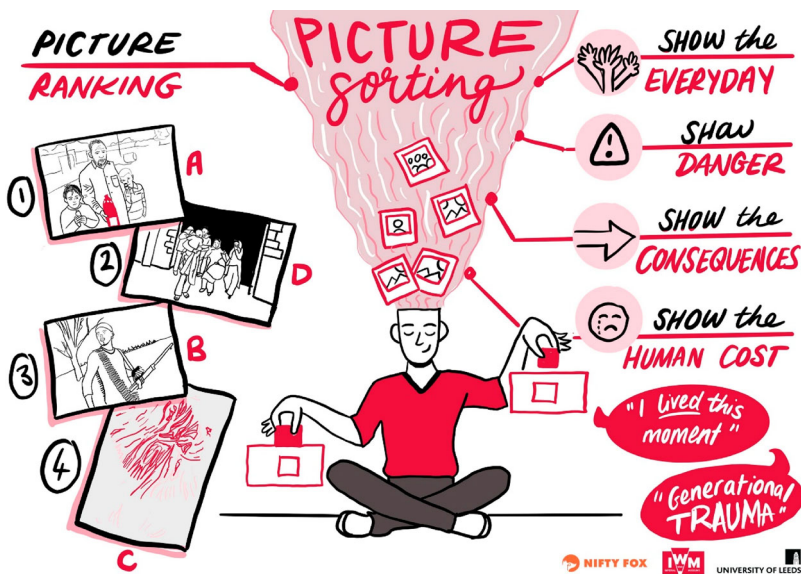 PICTURE
RANKING
1
A
2
D
3
B
4
C
PICTURE
sorting
SHOW the
EVERYDAY
SHOW
DANGER
SHOW the
CONSEQUENCES
SHOW the
HUMAN COST
"I lived this
moment"
"Generational
TRAUMA"
NIFTY FOX
IWM
UNIVERSITY OF LEEDS